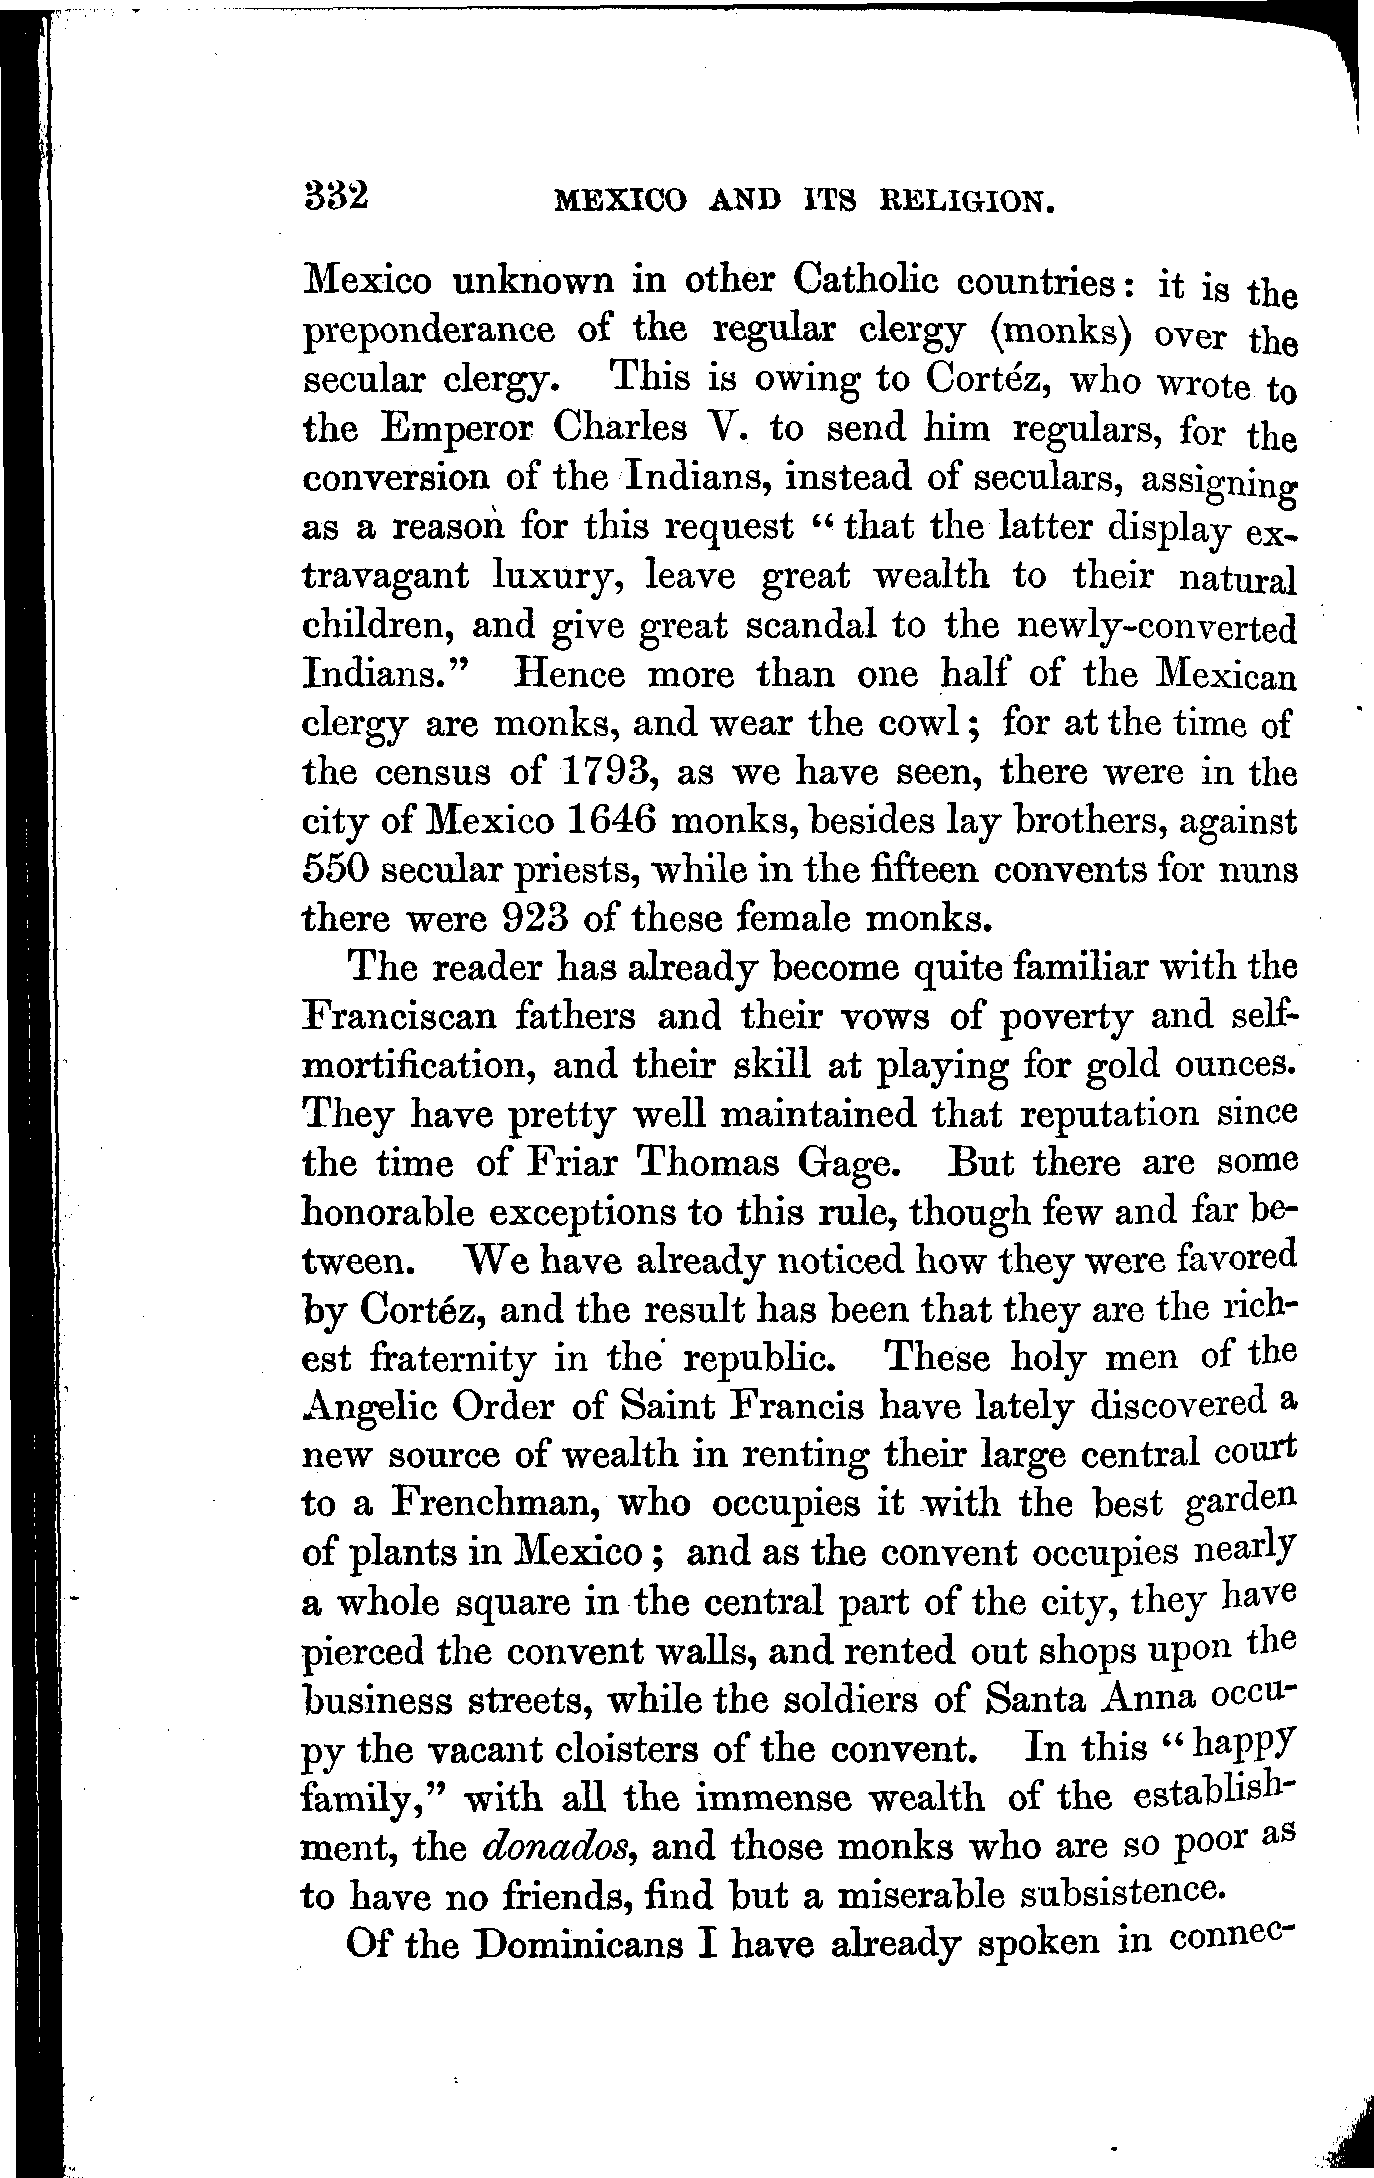 332 MEXICO AND ITS RELIGION.
Mexico unknown in other Catholic countries: it is the
preponderance of the regular clergy (monks) over the
secular clergy. This is owing to Cortéz, who wrote to
the Emperor Charles V. to send him regulars, for the
conversion of the Indians, instead of seculars, assigning
as a reason for this request "that the latter display ex-
travagant luxury, leave great wealth to their natural
children, and give great scandal to the newly-converted
Indians." Hence more than one half of the Mexican
clergy are monks, and wear the cowl; for at the time of
the census of 1793, as we have seen, there were in the
city of Mexico 1646 monks, besides lay brothers, against
550 secular priests, while in the fifteen convents for nuns
there were 923 of these female monks.
The reader has already become quite familiar with the
Franciscan fathers and their vows of poverty and self-
mortification, and their skill at playing for gold ounces.
They have pretty well maintained that reputation since
the time of Friar Thomas Gage. But there are some
honorable exceptions to this rule, though few and far be-
tween. We have already noticed how they were favored
by Cortéz, and the result has been that they are the rich-
est fraternity in the republic. These holy men of the
Angelic Order of Saint Francis have lately discovered a
new source of wealth in renting their large central court
to a Frenchman, who occupies it with the best garden
of plants in Mexico; and as the convent occupies nearly
a whole square in the central part of the city, they have
pierced the convent walls, and rented out shops upon the
business streets, while the soldiers of Santa Anna occu-
py the vacant cloisters of the convent. In this "happy
family," with all the immense wealth of the establish-
ment, the donados, and those monks who are so poor as
to have no friends, find but a miserable subsistence.
Of the Dominicans I have already spoken in connec-